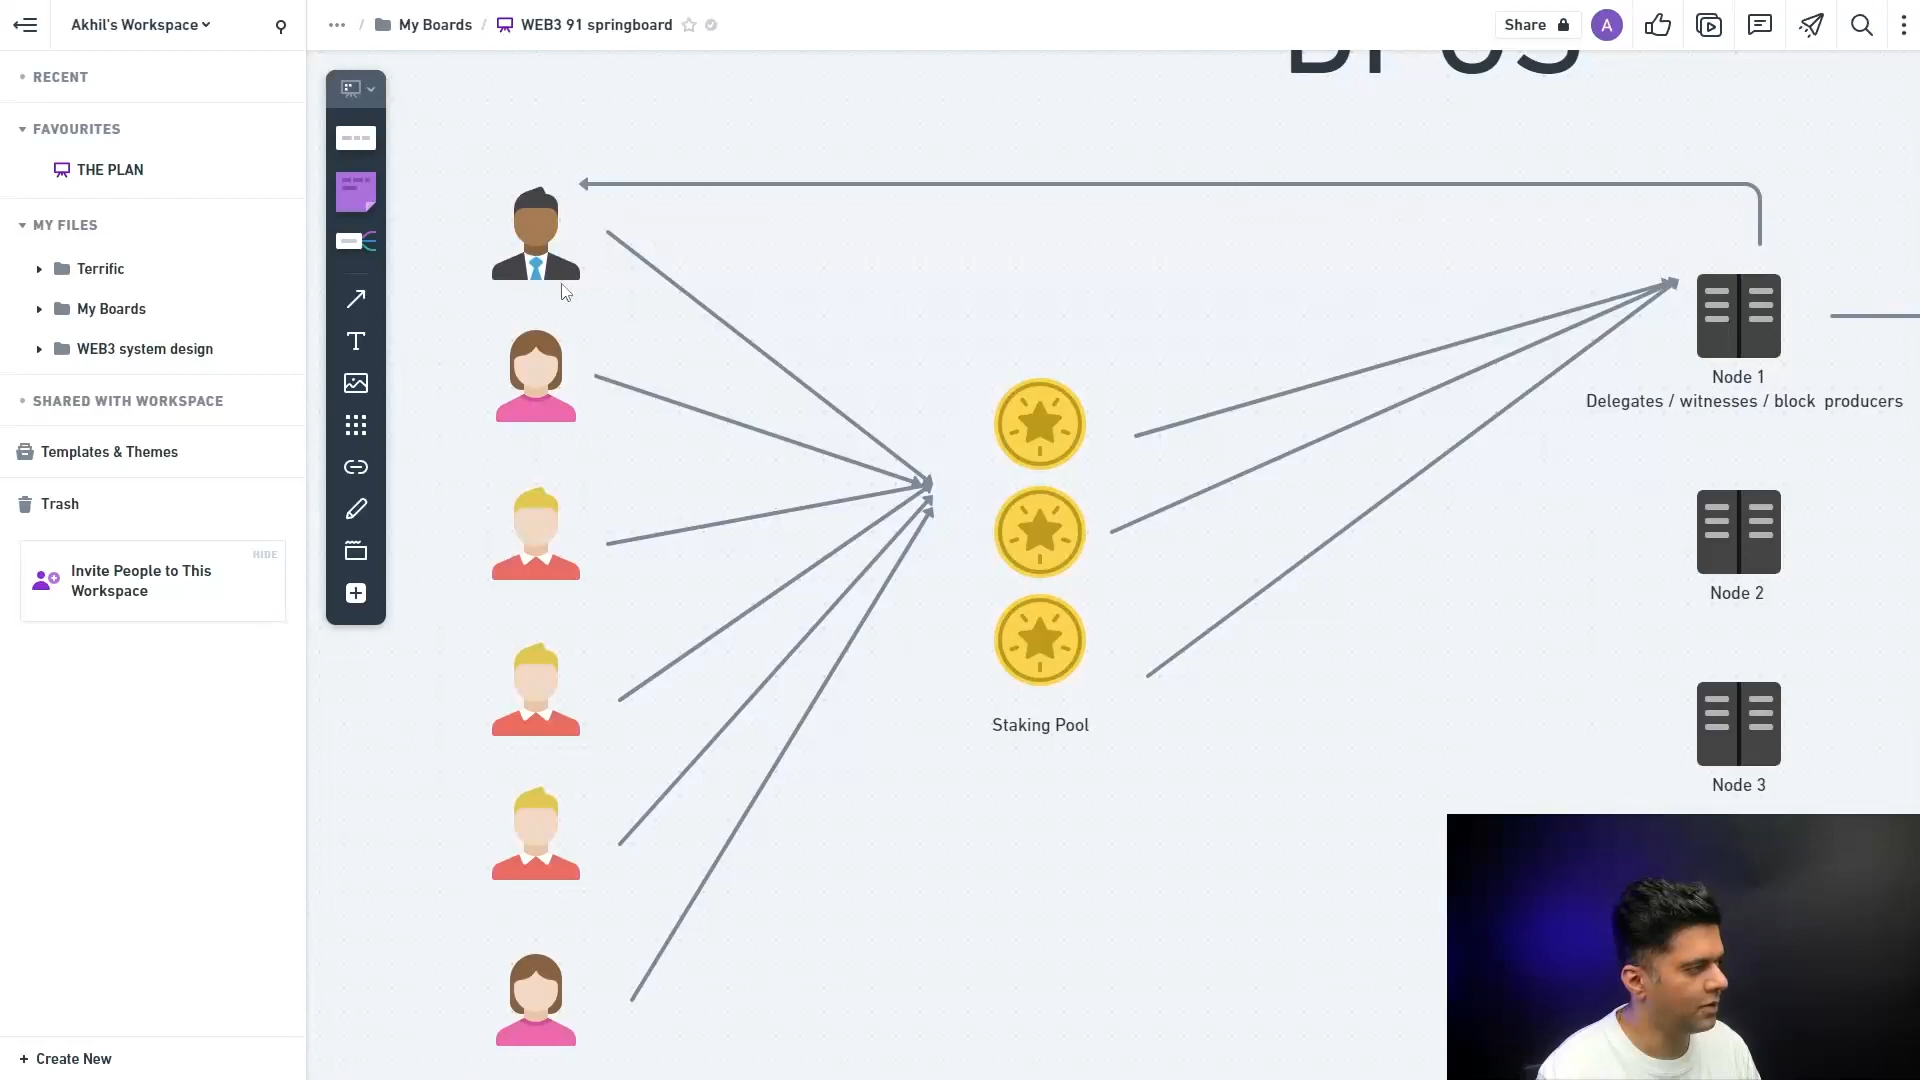 Akhil's Workspace
... / My Boards / WEB3 91 springboard
Share
A
RECENT
FAVOURITES
THE PLAN
MY FILES
Terrific
My Boards
WEB3 system design
SHARED WITH WORKSPACE
Templates & Themes
Trash
HIDE
Invite People to This
Workspace
+ Create New
T
Staking Pool
Node 1
Delegates / witnesses / block producers
Node 2
Node 3